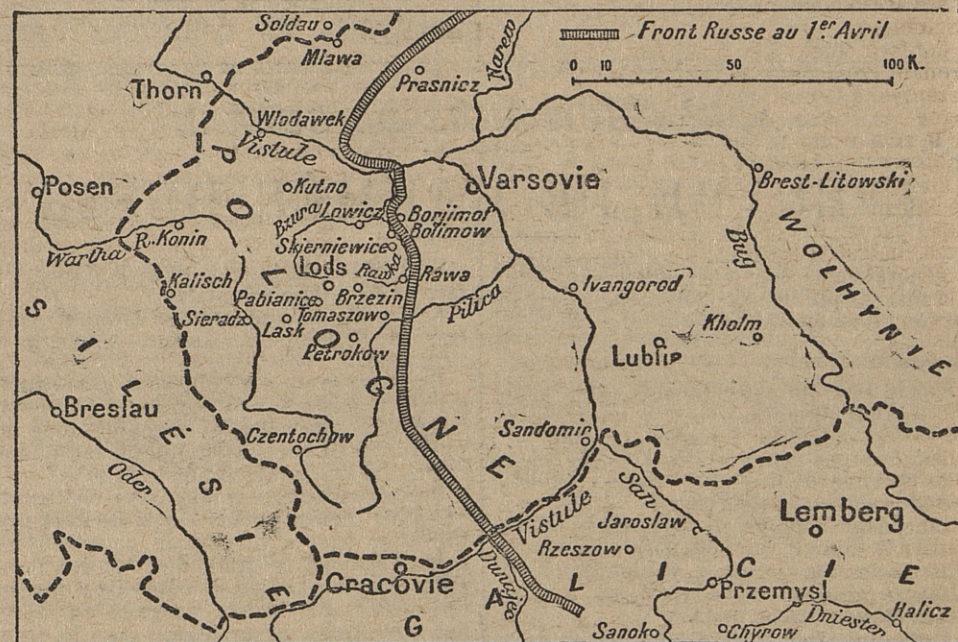 Soldau
Mlawa
Front Russe au 1er Avril
0 10 50 100 K.
Thorn
Prasnicz
Narew
Wlodawek
Vistule
Posen
Kutno
Varsovie
Brest-Litowski
Bzura
Lowicz
Borjimof
Bolimow
Wartha
R.
Konin
Skierniewice
Lods
Rawka
Rawa
Bug
WOLHYNIE
Kalisch
Pabianice
Brzezin
Pilica
Ivangorod
Sieradz
Lask
Tomaszow
Petrokow
Kholm
Lublin
POLOGNE
SILÉSIE
Breslau
Czentochow
Sandomir
Oder
Vistule
San
Jaroslaw
Lemberg
Rzeszow
Cracovie
Dunajec
Przemysl
GALICIE
Dniester
Halicz
Sanok
Chyrow